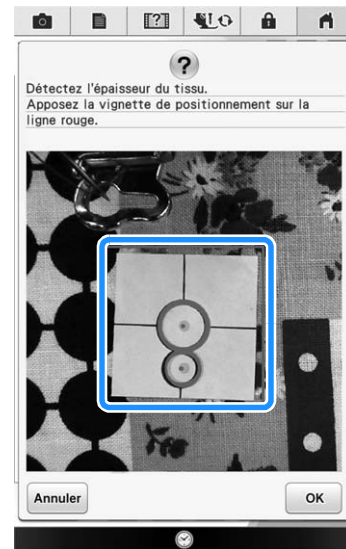 ?
?
Détectez l'épaisseur du tissu.
Apposez la vignette de positionnement sur la
ligne rouge.
Annuler
OK